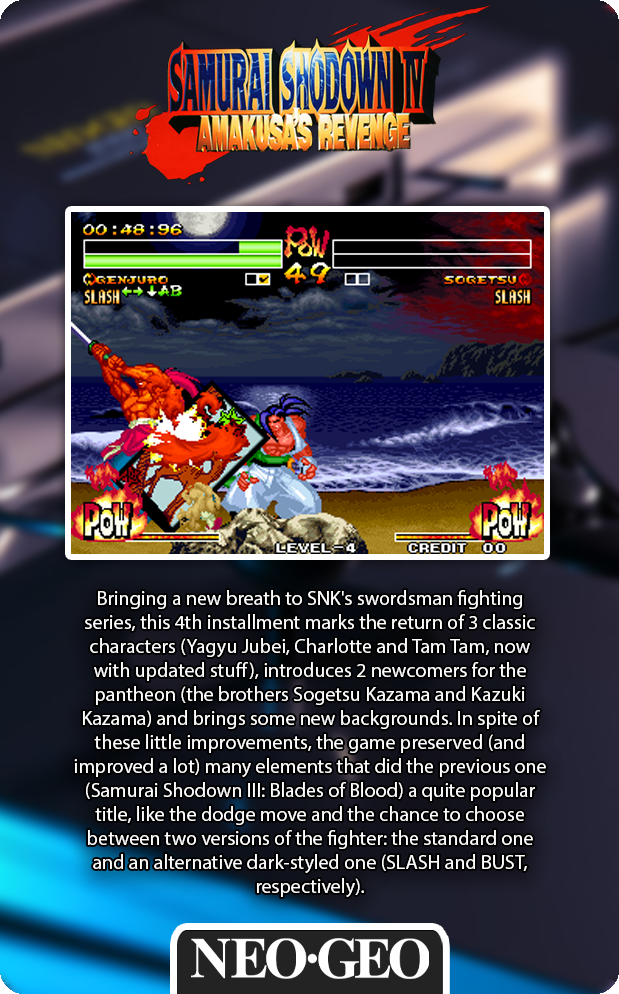 SAMURAI SHODOWN IV
AMAKUSA'S REVENGE
00:48:96
POW
49
GENJURO
SOGETSU
SLASH ↔ ↓AB
SLASH
POW
POW
LEVEL-4
CREDIT 00
Bringing a new breath to SNK's swordsman fighting
series, this 4th installment marks the return of 3 classic
characters (Yagyu Jubei, Charlotte and Tam Tam, now
with updated stuff), introduces 2 newcomers for the
pantheon (the brothers Sogetsu Kazama and Kazuki
Kazama) and brings some new backgrounds. In spite of
these little improvements, the game preserved (and
improved a lot) many elements that did the previous one
(Samurai Shodown III: Blades of Blood) a quite popular
title, like the dodge move and the chance to choose
between two versions of the fighter: the standard one
and an alternative dark-styled one (SLASH and BUST,
respectively).
NEO•GEO